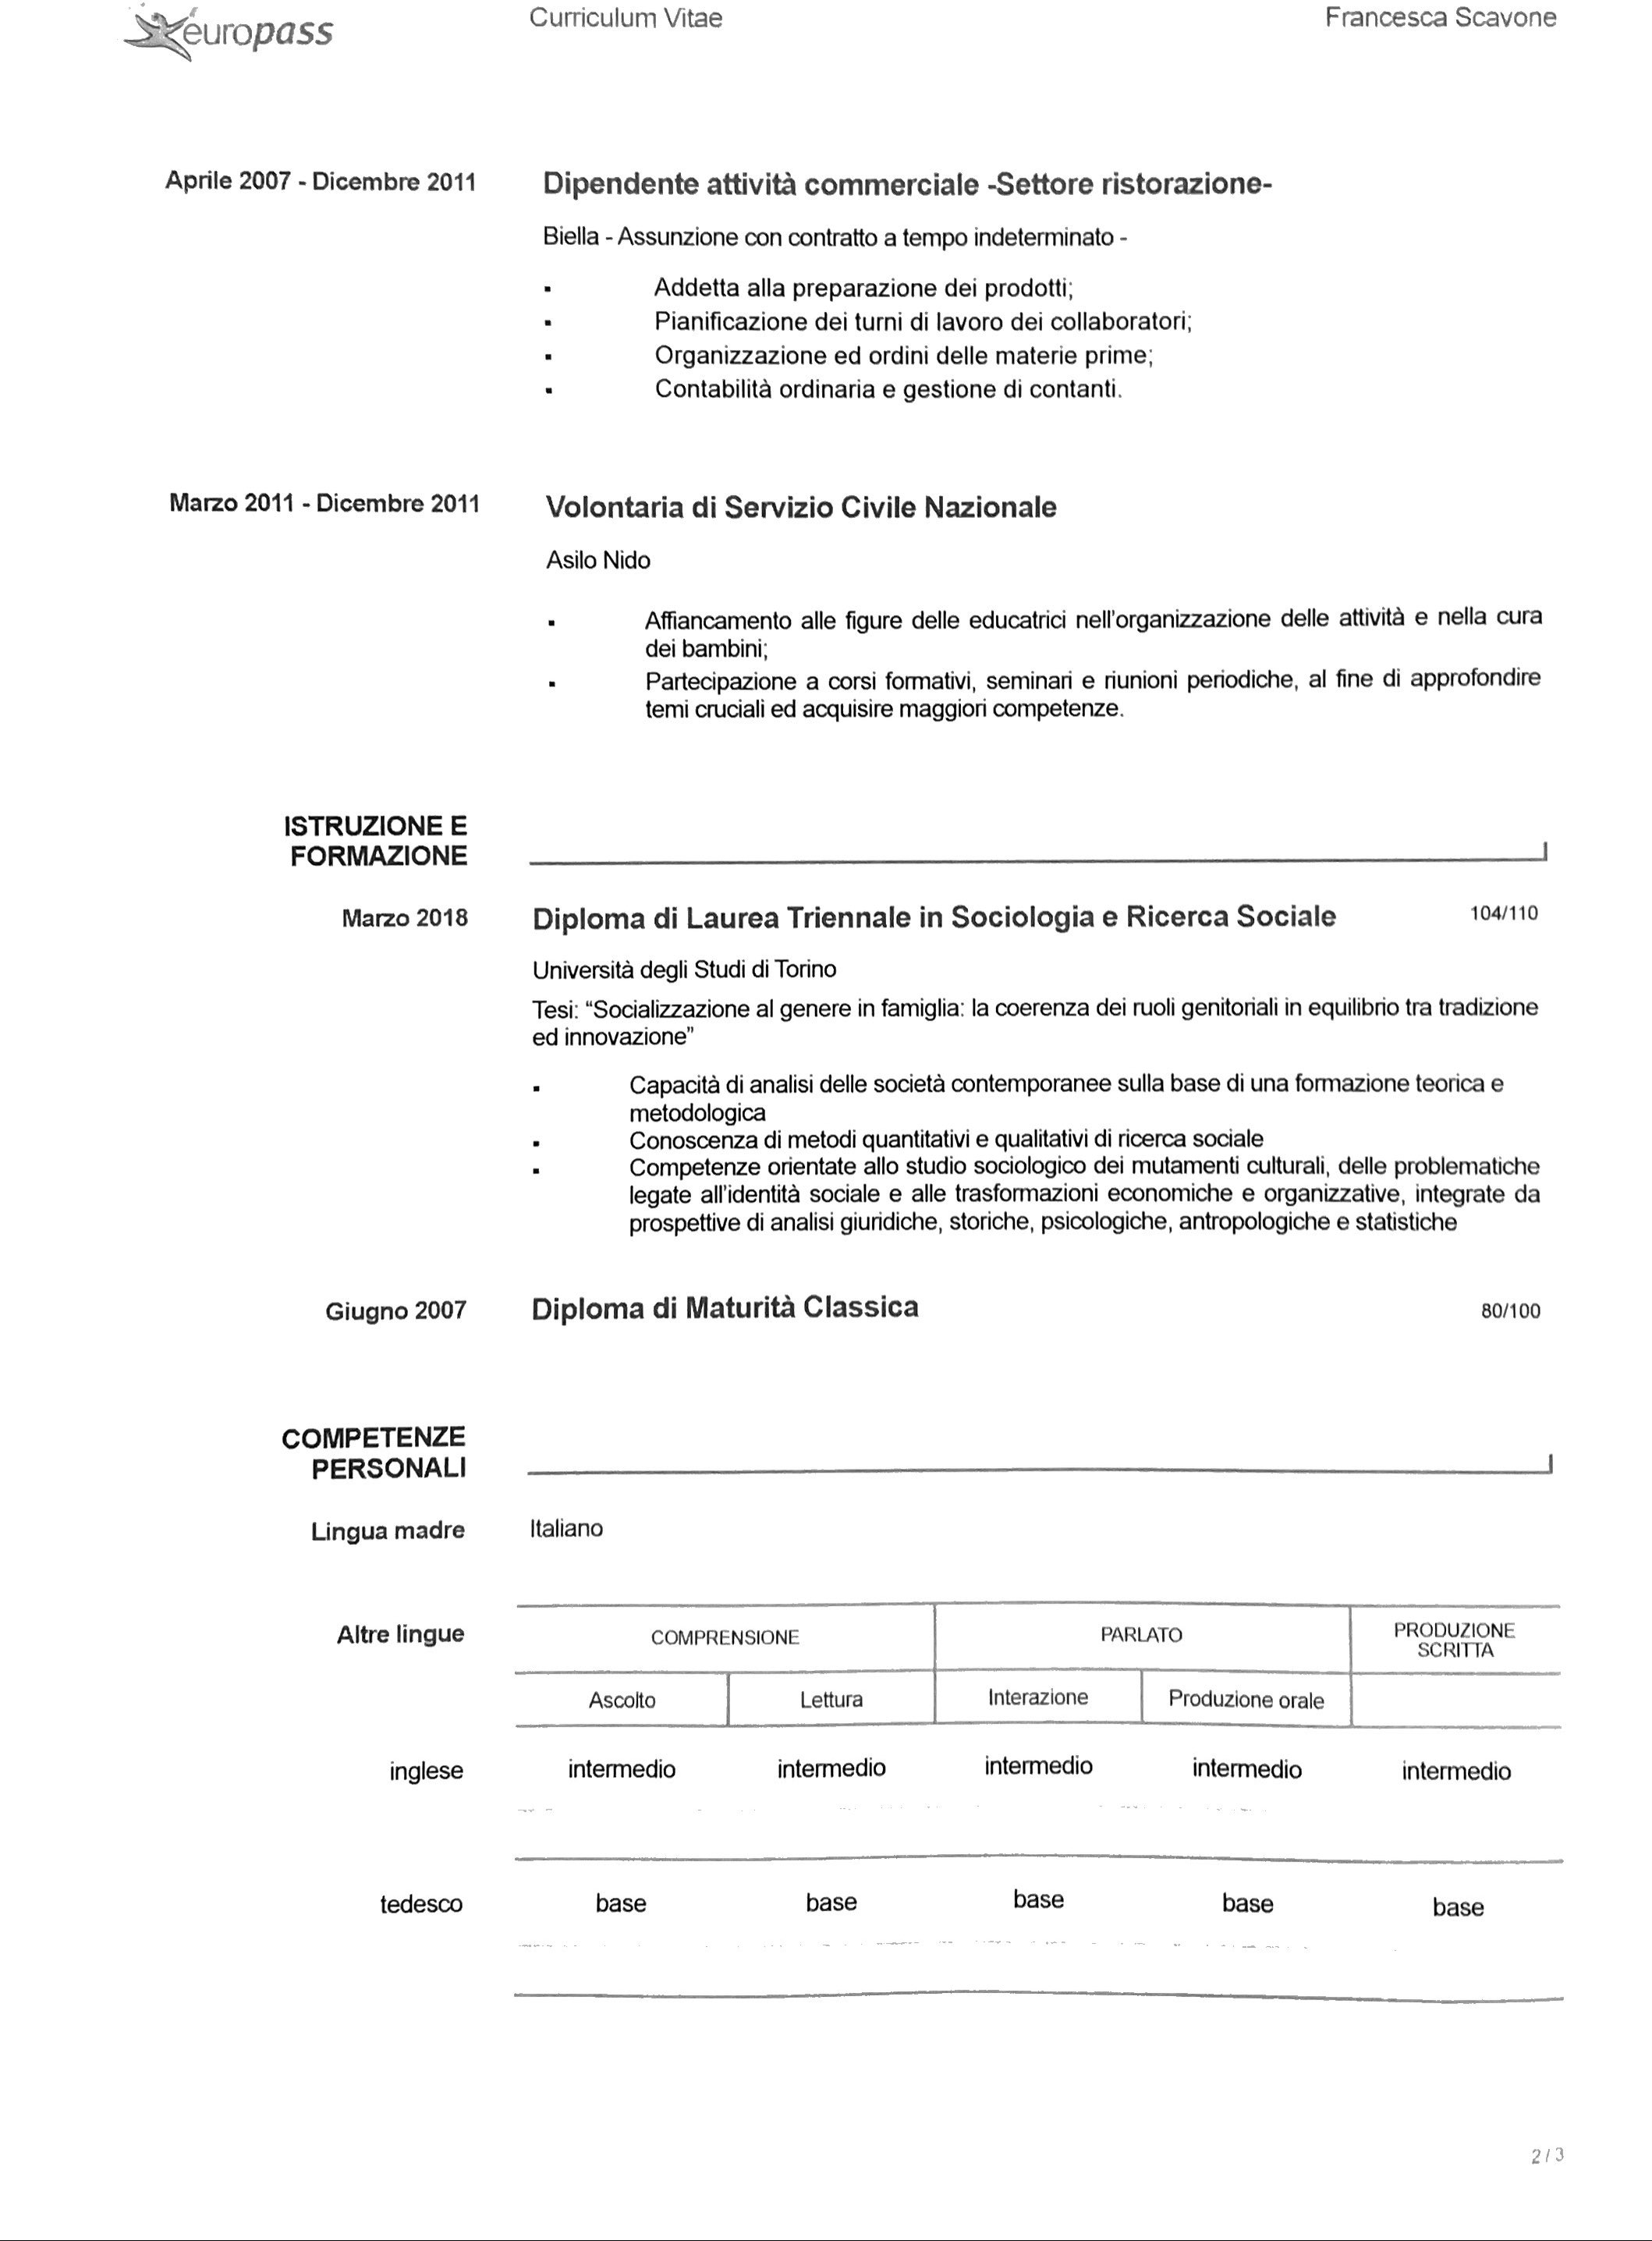 europass
Curriculum Vitae
Francesca Scavone
Aprile 2007 - Dicembre 2011
Dipendente attività commerciale -Settore ristorazione-
Biella - Assunzione con contratto a tempo indeterminato -
▪ Addetta alla preparazione dei prodotti;
▪ Pianificazione dei turni di lavoro dei collaboratori;
▪ Organizzazione ed ordini delle materie prime;
▪ Contabilità ordinaria e gestione di contanti.
Marzo 2011 - Dicembre 2011
Volontaria di Servizio Civile Nazionale
Asilo Nido
▪ Affiancamento alle figure delle educatrici nell'organizzazione delle attività e nella cura
dei bambini;
▪ Partecipazione a corsi formativi, seminari e riunioni periodiche, al fine di approfondire
temi cruciali ed acquisire maggiori competenze.
ISTRUZIONE E
FORMAZIONE
Marzo 2018
Diploma di Laurea Triennale in Sociologia e Ricerca Sociale
104/110
Università degli Studi di Torino
Tesi: “Socializzazione al genere in famiglia: la coerenza dei ruoli genitoriali in equilibrio tra tradizione
ed innovazione”
▪ Capacità di analisi delle società contemporanee sulla base di una formazione teorica e
metodologica
▪ Conoscenza di metodi quantitativi e qualitativi di ricerca sociale
▪ Competenze orientate allo studio sociologico dei mutamenti culturali, delle problematiche
legate all'identità sociale e alle trasformazioni economiche e organizzative, integrate da
prospettive di analisi giuridiche, storiche, psicologiche, antropologiche e statistiche
Giugno 2007
Diploma di Maturità Classica
80/100
COMPETENZE
PERSONALI
Lingua madre
Italiano
Altre lingue
COMPRENSIONE
PARLATO
PRODUZIONE
SCRITTA
Ascolto
Lettura
Interazione
Produzione orale
inglese
intermedio
intermedio
intermedio
intermedio
intermedio
tedesco
base
base
base
base
base
2 / 3